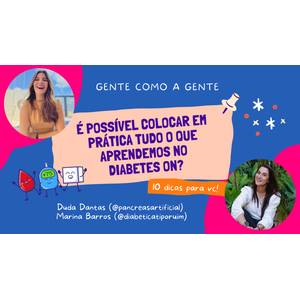 GENTE COMO A GENTE
É POSSÍVEL COLOCAR EM
PRÁTICA TUDO O QUE
APRENDEMOS NO
DIABETES ON?
10 dicas para vc!
Duda Dantas (@pancreasartificial)
Marina Barros (@diabeticatiporuim)